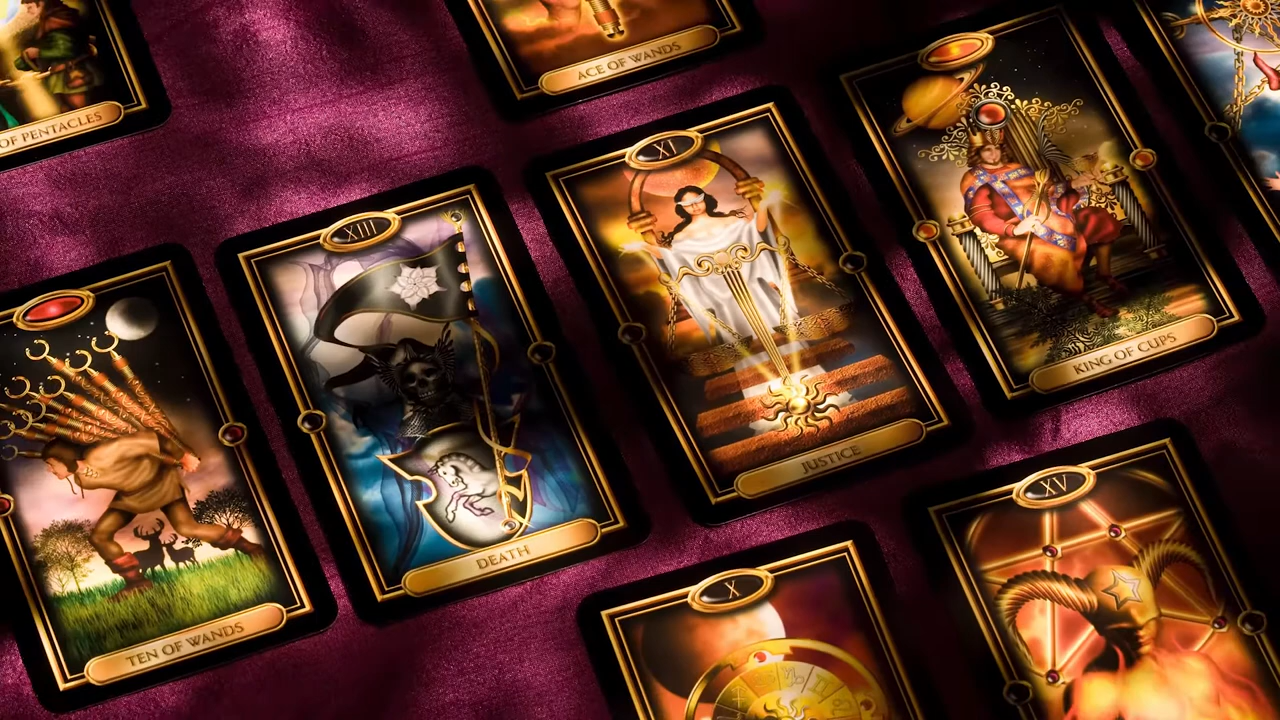 OF PENTACLES
ACE OF WANDS
XI
XIII
KING OF CUPS
JUSTICE
DEATH
XV
X
TEN OF WANDS